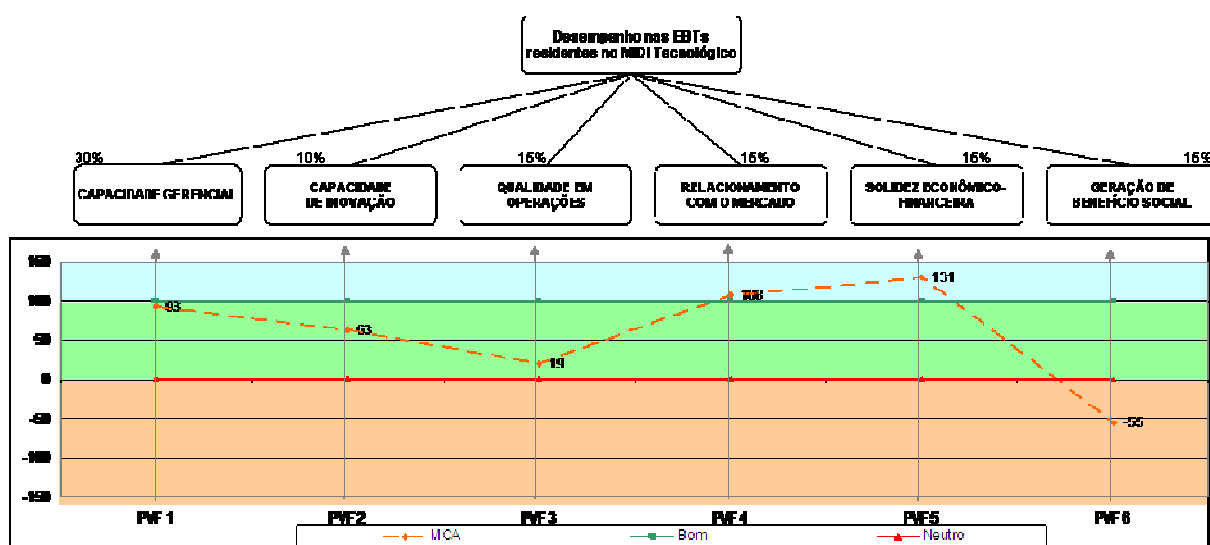 Desempenho nas EBTs
residentes no MIDI Tecnológico
30% 10% 15% 15% 15% 15%
CAPACIDADE GERENCIAL
CAPACIDADE
DE INOVAÇÃO
QUALIDADE EM
OPERAÇÕES
RELACIONAMENTO
COM O MERCADO
SOLIDEZ ECONÔMICO-
FINANCEIRA
GERAÇÃO DE
BENEFÍCIO SOCIAL
150
100
50
0
-50
-100
-150
93
63
19
108
131
-55
PVF1 PVF2 PVF3 PVF4 PVF5 PVF6
MCA Bom Neutro